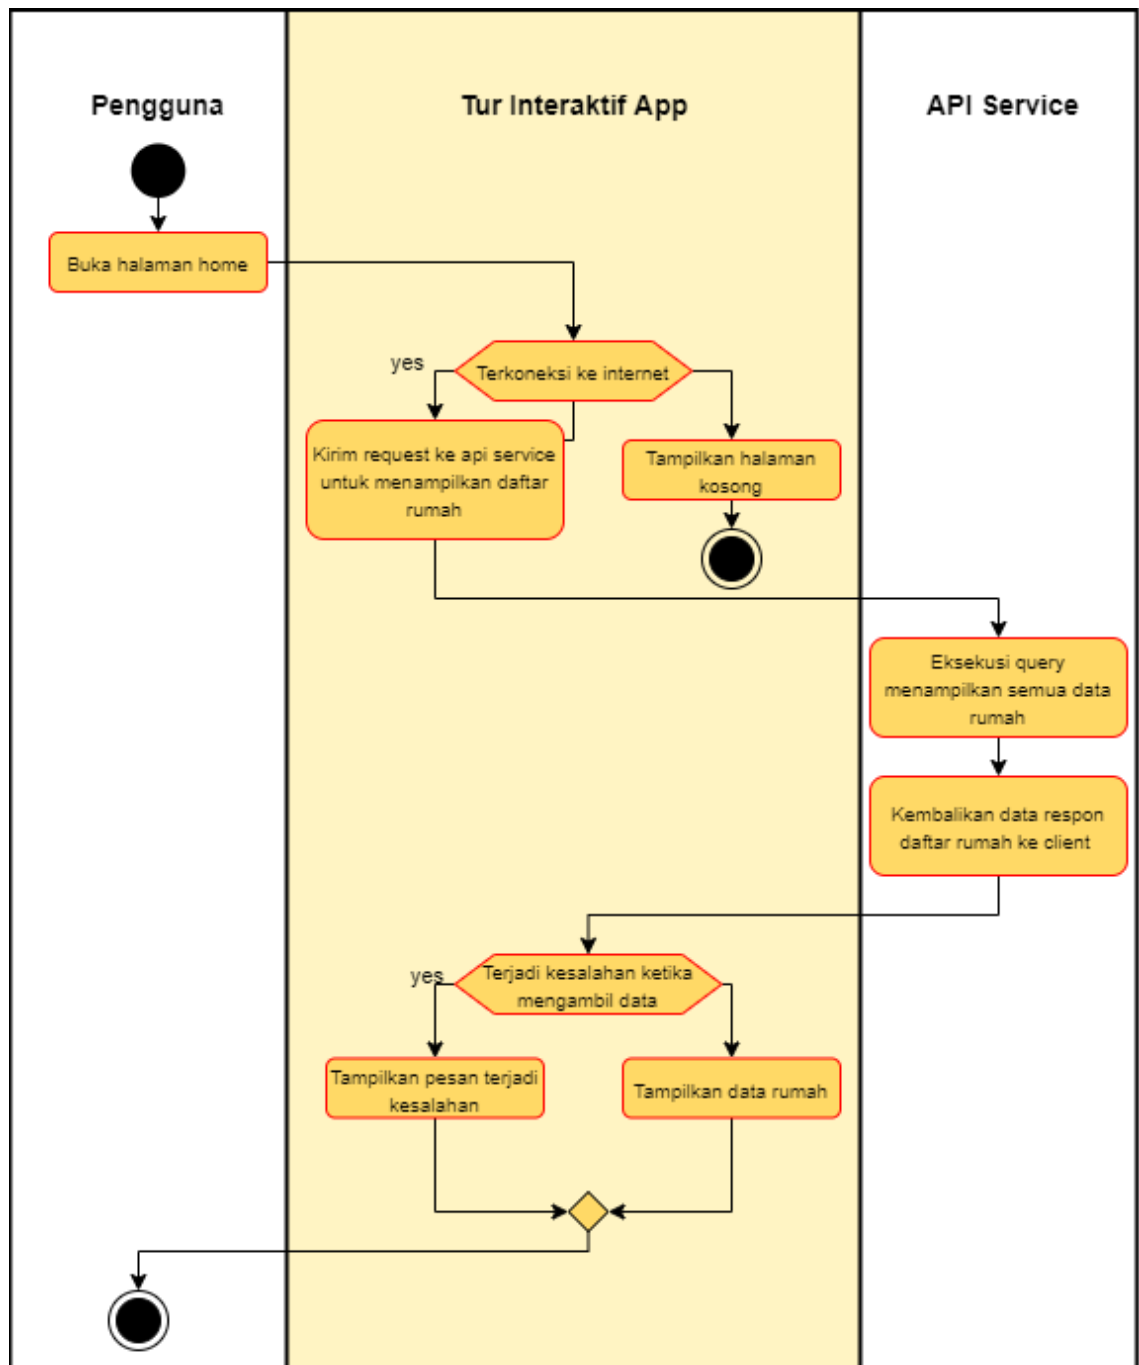 Pengguna
Tur Interaktif App
API Service
Buka halaman home
yes
Terkoneksi ke internet
Kirim request ke api service
untuk menampilkan daftar
rumah
Tampilkan halaman
kosong
Eksekusi query
menampilkan semua data
rumah
Kembalikan data respon
daftar rumah ke client
yes
Terjadi kesalahan ketika
mengambil data
Tampilkan pesan terjadi
kesalahan
Tampilkan data rumah